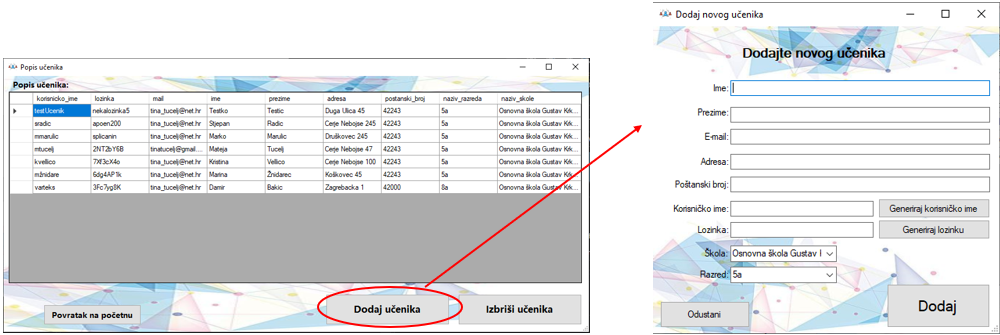 Popis učenika
Popis učenika:
korisnicko_ime lozinka mail ime prezime adresa postanski_broj naziv_razreda naziv_skole
testUcenik nekalozinka5 tina_tucelj@net.hr Testko Testic Duga Ulica 45 42243 5a Osnovna škola Gustav Krk...
sradic apoen200 tina_tucelj@net.hr Stjepan Radic Cerje Nebojse 245 42243 5a Osnovna škola Gustav Krk...
mmarulic splicanin tina_tucelj@net.hr Marko Marulic Druškovec 245 42243 5a Osnovna škola Gustav Krk...
mtucelj 2NT2bY6B tinatucelj@gmail.... Mateja Tucelj Cerje Nebojse 47 42243 5a Osnovna škola Gustav Krk...
kvellico 7Xf3cX4o tina_tucelj@net.hr Kristina Vellico Cerje Nebojse 100 42243 5a Osnovna škola Gustav Krk...
mžnidarec 6dg4AP1k tina_tucelj@net.hr Marina Žnidarec Koškovec 45 42243 5a Osnovna škola Gustav Krk...
varteks 3Fc7yg8K tina_tucelj@net.hr Damir Bakic Zagrebacka 1 42000 8a Osnovna škola Gustav Krk...
Povratak na početnu
Dodaj učenika
Izbriši učenika
Dodaj novog učenika
Dodajte novog učenika
Ime:
Prezime:
E-mail:
Adresa:
Poštanski broj:
Korisničko ime: Generiraj korisničko ime
Lozinka: Generiraj lozinku
Škola: Osnovna škola Gustav
Razred: 5a
Odustani
Dodaj